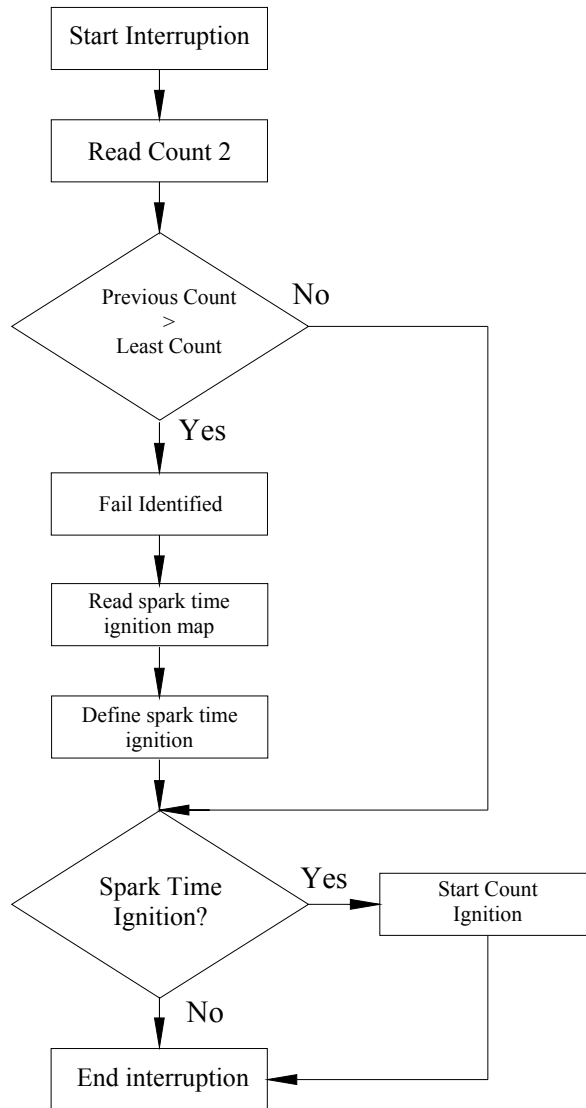 Start Interruption
Read Count 2
Previous Count
>
Least Count
No
Yes
Fail Identified
Read spark time
ignition map
Define spark time
ignition
Spark Time
Ignition?
Yes
Start Count
Ignition
No
End interruption